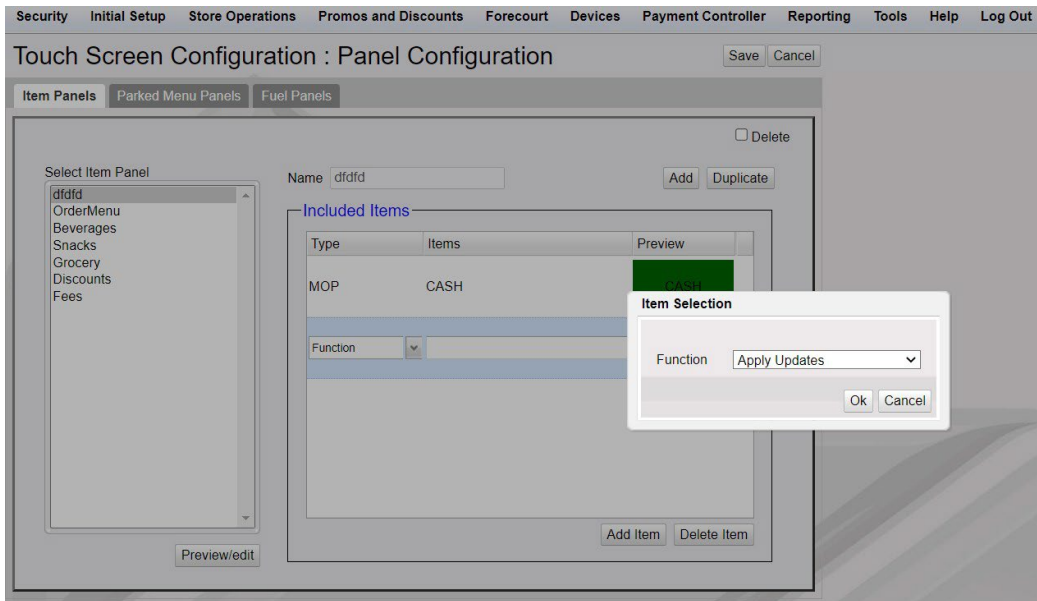 Security Initial Setup Store Operations Promos and Discounts Forecourt Devices Payment Controller Reporting Tools Help Log Out
Touch Screen Configuration : Panel Configuration Save Cancel
Item Panels Parked Menu Panels Fuel Panels
Delete
Select Item Panel
dfdfd
OrderMenu
Beverages
Snacks
Grocery
Discounts
Fees
Preview/edit
Name dfdfd Add Duplicate
Included Items
Type Items Preview
MOP CASH CASH
Function
Add Item Delete Item
Item Selection
Function Apply Updates
Ok Cancel